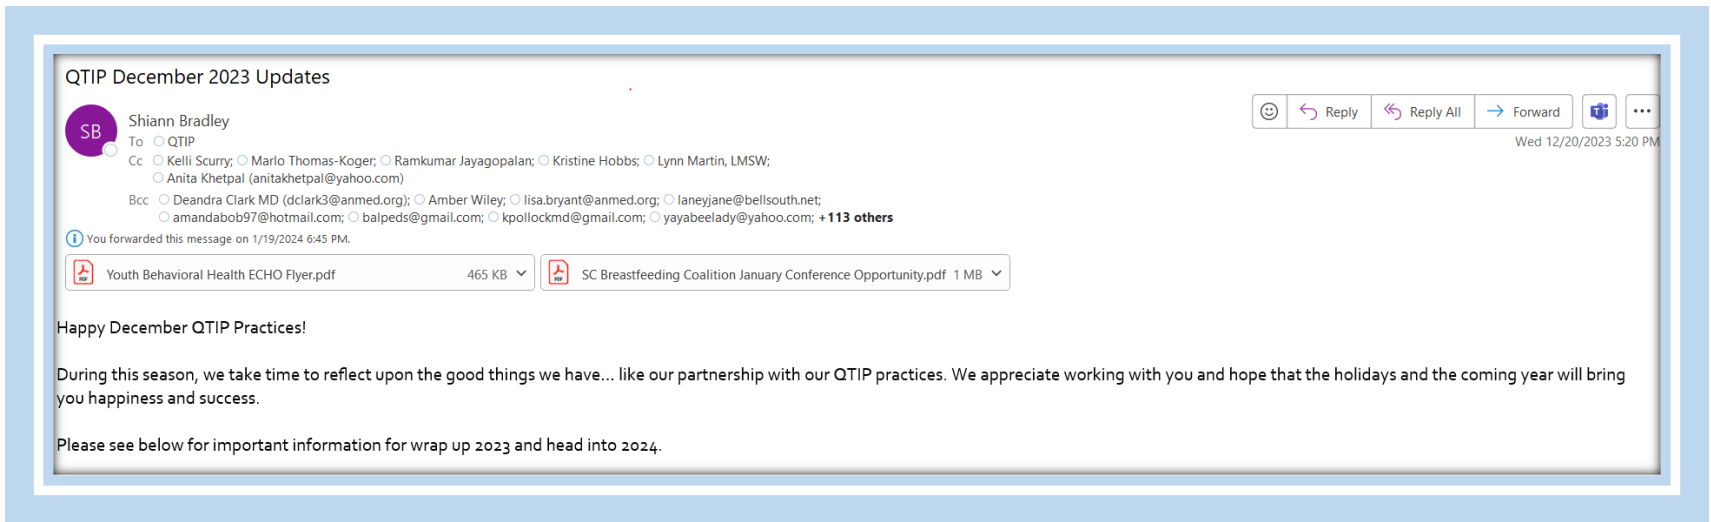 QTIP December 2023 Updates
SB
Shiann Bradley
Reply
Reply All
Forward
Wed 12/20/2023 5:20 PM
To QTIP
Cc Kelli Scurry; Marlo Thomas-Koger; Ramkumar Jayagopalan; Kristine Hobbs; Lynn Martin, LMSW;
Anita Khetpal (anitakhetpal@yahoo.com)
Bcc Deandra Clark MD (dclark3@anmed.org); Amber Wiley; lisa.bryant@anmed.org; laneyjane@bellsouth.net;
amandabob97@hotmail.com; balpeds@gmail.com; kpollockmd@gmail.com; yayabeelady@yahoo.com; +113 others
You forwarded this message on 1/19/2024 6:45 PM.
PDF Youth Behavioral Health ECHO Flyer.pdf 465 KB
PDF SC Breastfeeding Coalition January Conference Opportunity.pdf 1 MB
Happy December QTIP Practices!
During this season, we take time to reflect upon the good things we have... like our partnership with our QTIP practices. We appreciate working with you and hope that the holidays and the coming year will bring
you happiness and success.
Please see below for important information for wrap up 2023 and head into 2024.